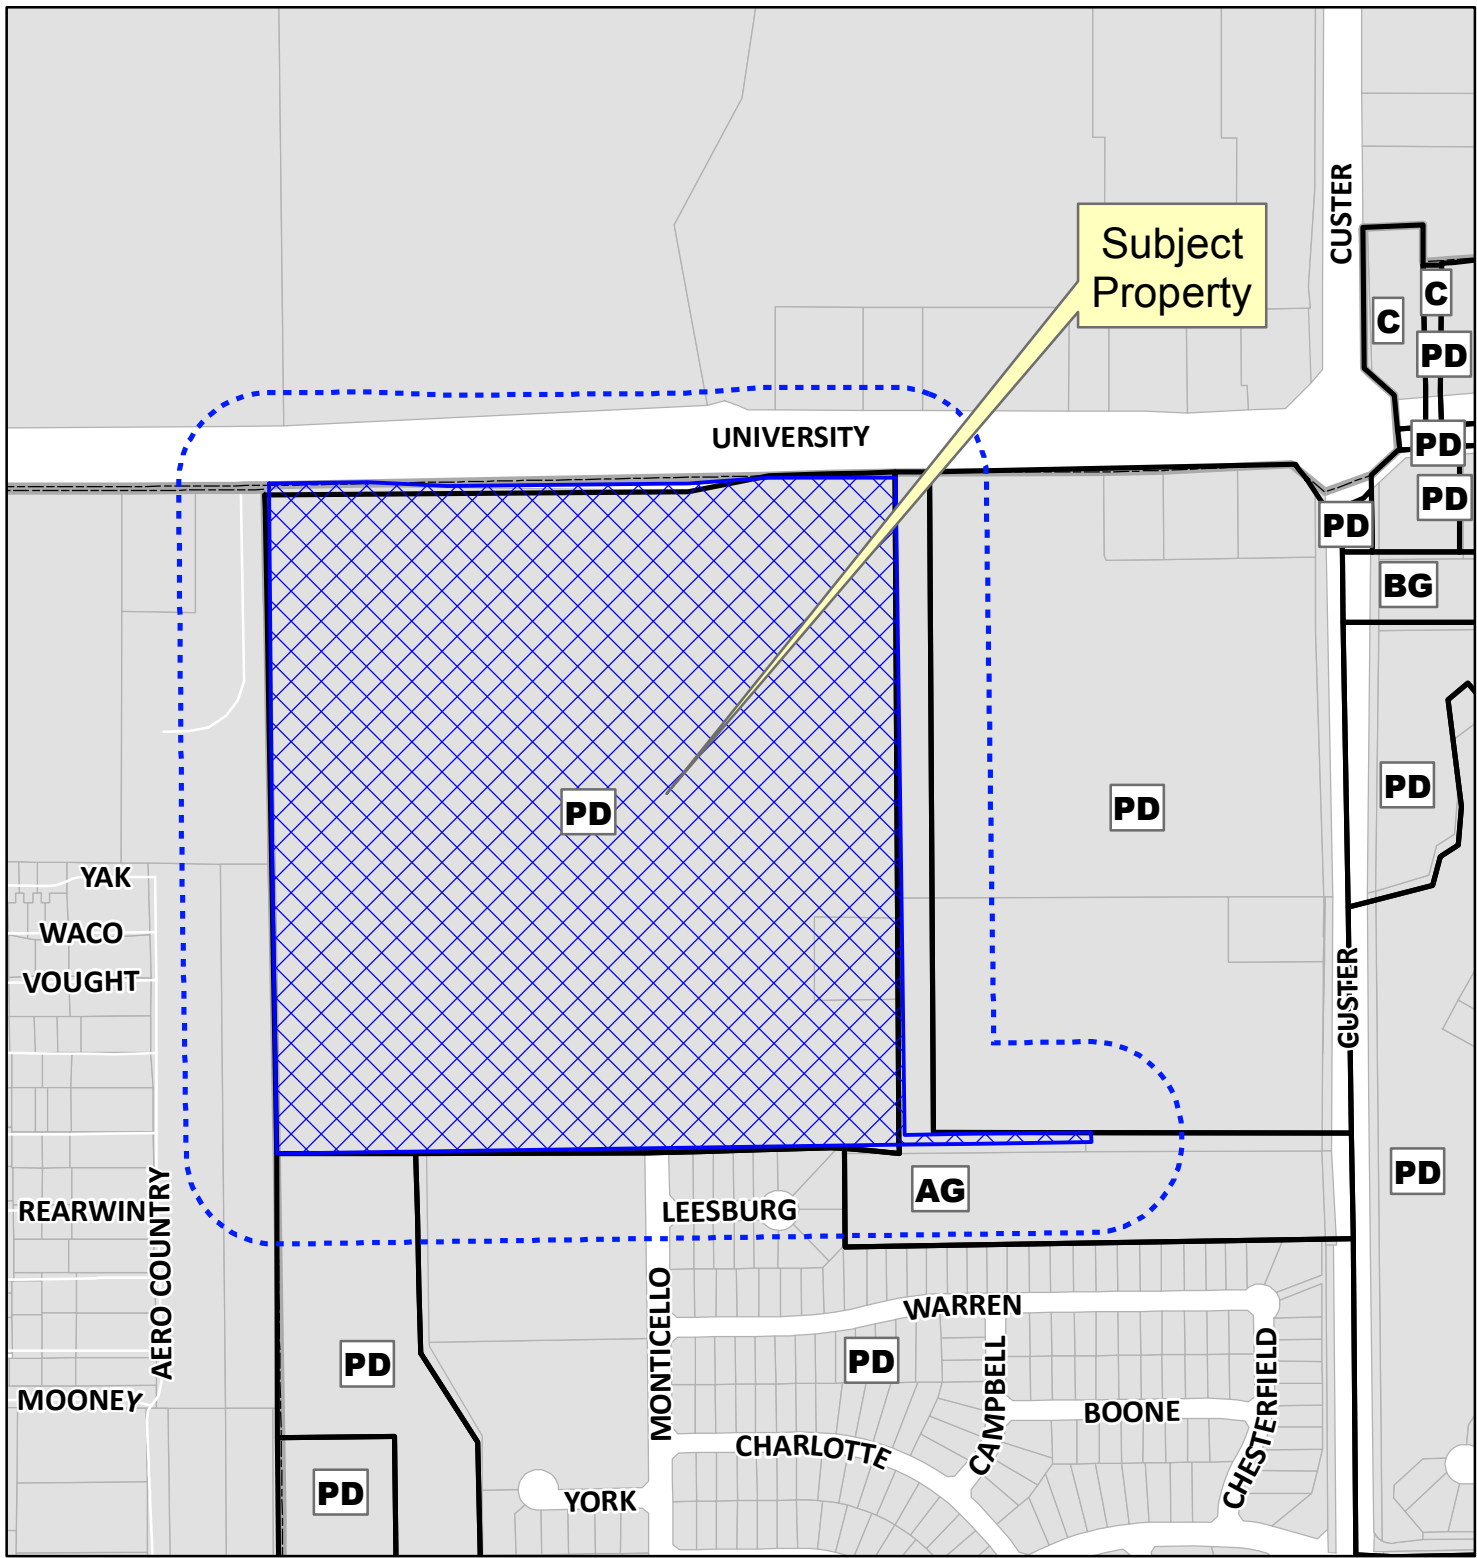 CUSTER
Subject
Property
C
C
PD
UNIVERSITY
PD
PD
PD
BG
PD
PD
PD
YAK
WACO
VOUGHT
CUSTER
PD
AG
REARWIN
LEESBURG
AERO COUNTRY
MONTICELLO
WARREN
PD
PD
CAMPBELL
CHESTERFIELD
MOONEY
BOONE
CHARLOTTE
PD
YORK